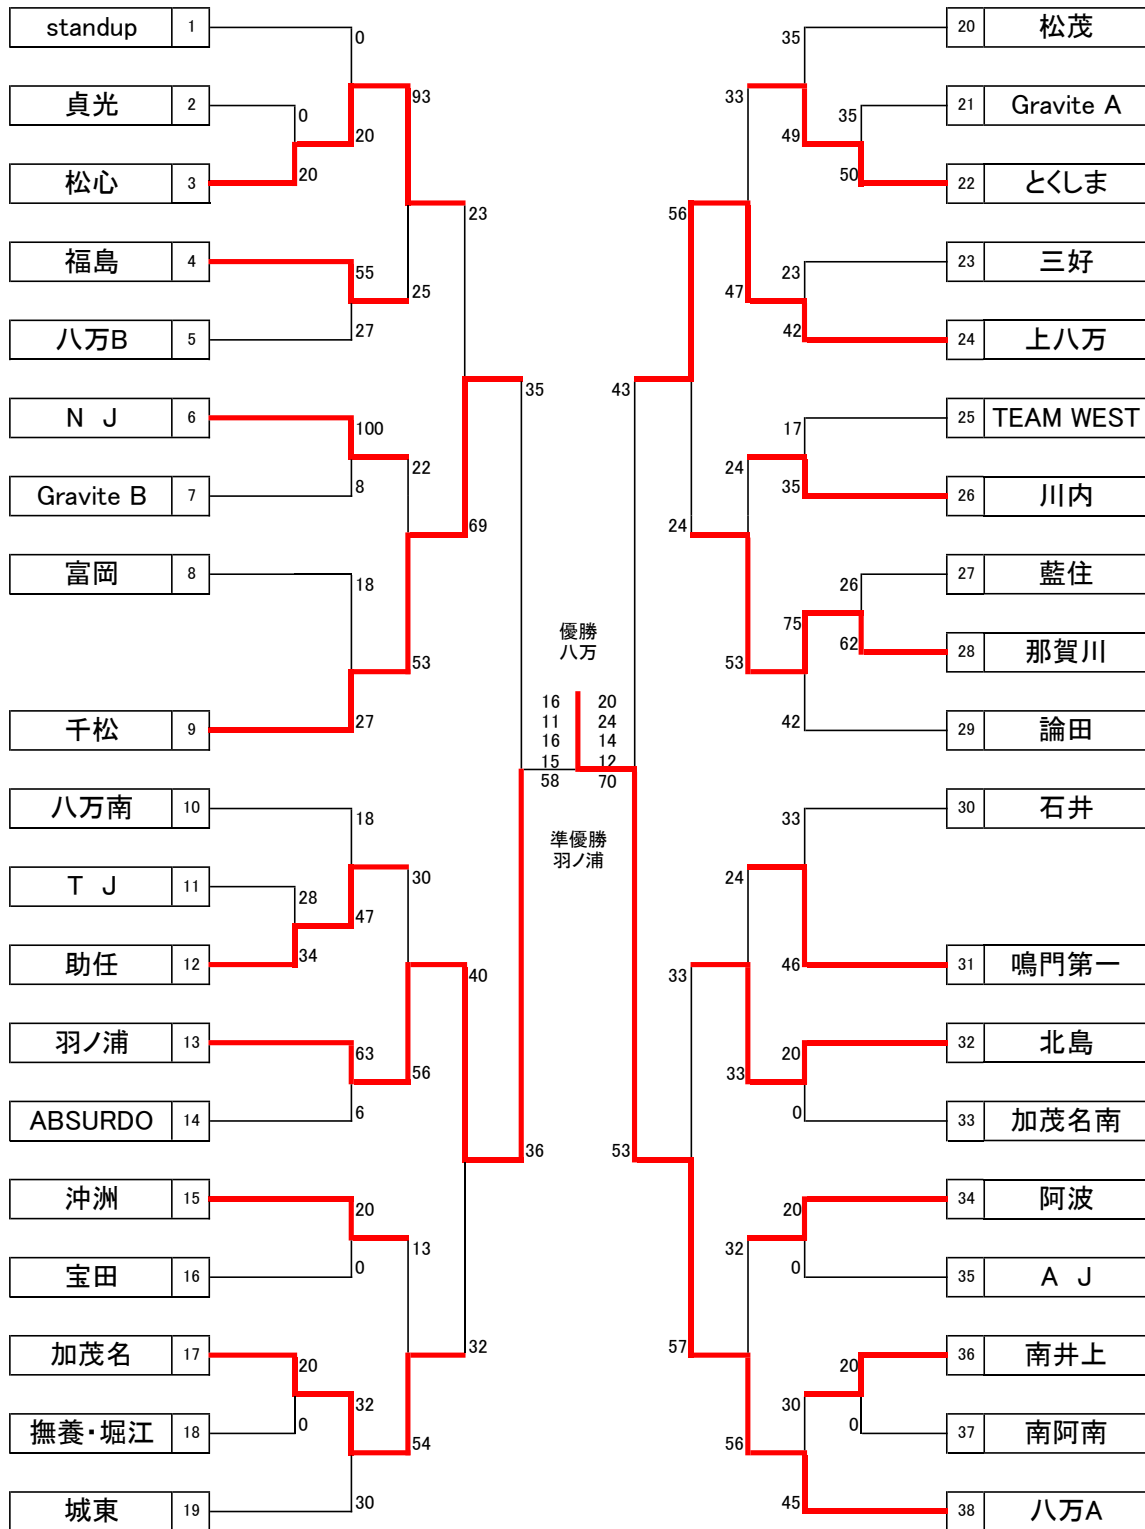 standup 1
0
貞光 2
0
93
20
松心 3
20
23
福島 4
55
25
八万B 5
27
35
N J 6
100
22
Gravite B 7
8
69
富岡 8
18
53
千松 9
27
八万南 10
18
30
T J 11
28
47
助任 12
34
40
羽ノ浦 13
63
56
ABSURDO 14
6
36
沖洲 15
20
13
宝田 16
0
32
加茂名 17
20
32
撫養・堀江 18
0
54
城東 19
30
優勝
八万
16 20
11 24
16 14
15 12
58 70
準優勝
羽ノ浦
35
20 松茂
33
35
21 Gravite A
49
50
22 とくしま
56
23
23 三好
47
42
24 上八万
43
17
25 TEAM WEST
24
35
26 川内
24
26
27 藍住
75
62
28 那賀川
53
42
29 論田
33
30 石井
24
46
31 鳴門第一
33
20
32 北島
33
0
33 加茂名南
53
20
34 阿波
32
0
35 A J
57
20
36 南井上
30
0
37 南阿南
56
45
38 八万A